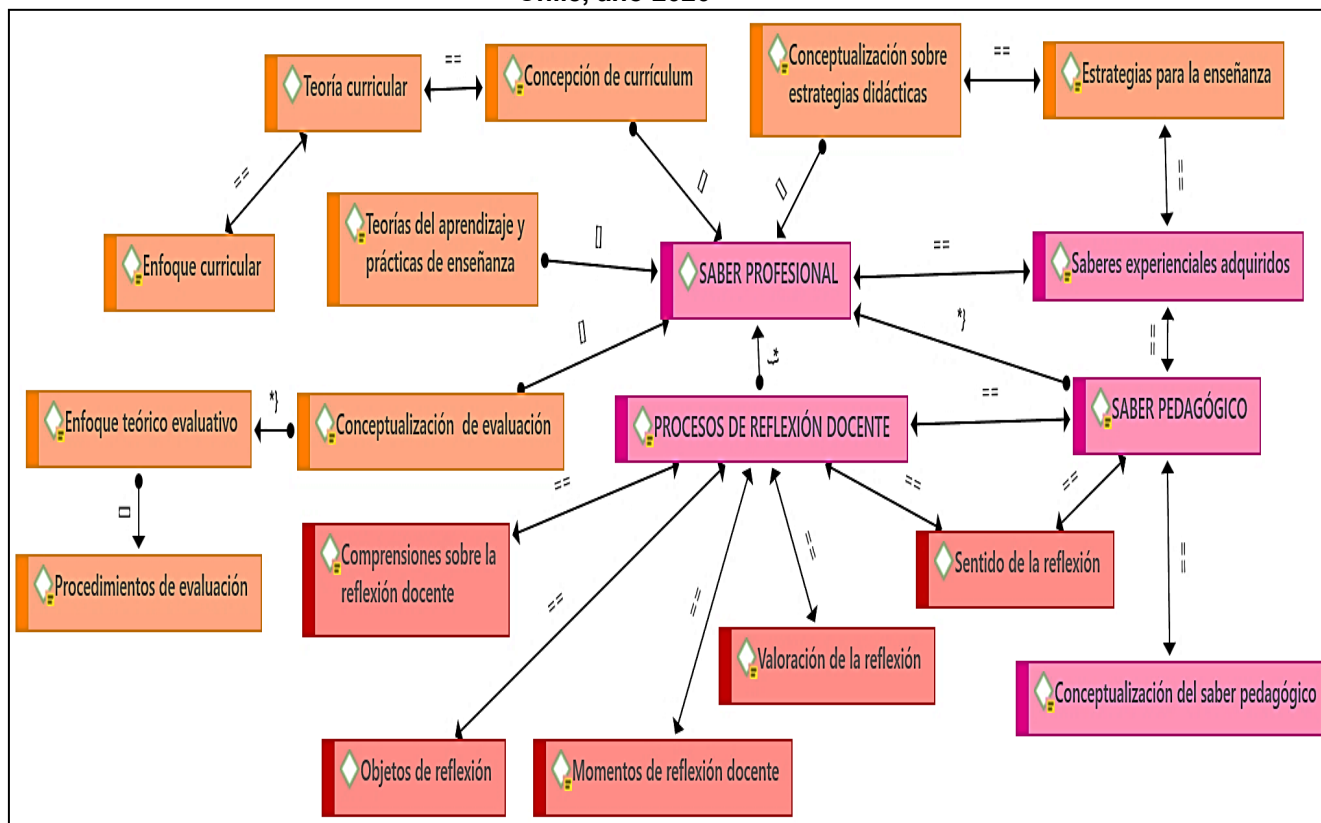 Teoría curricular
==
Concepción de currículum
Conceptualización sobre
estrategias didácticas
==
Estrategias para la enseñanza
==
[]
[]
==
Teorías del aprendizaje y
prácticas de enseñanza
[]
Enfoque curricular
SABER PROFESIONAL
==
Saberes experienciales adquiridos
[]
*}
==
*}
Enfoque teórico evaluativo
*}
Conceptualización de evaluación
PROCESOS DE REFLEXIÓN DOCENTE
==
SABER PEDAGÓGICO
[]
==
==
==
Procedimientos de evaluación
Comprensiones sobre la
reflexión docente
==
==
==
Sentido de la reflexión
==
Valoración de la reflexión
Conceptualización del saber pedagógico
Objetos de reflexión
Momentos de reflexión docente